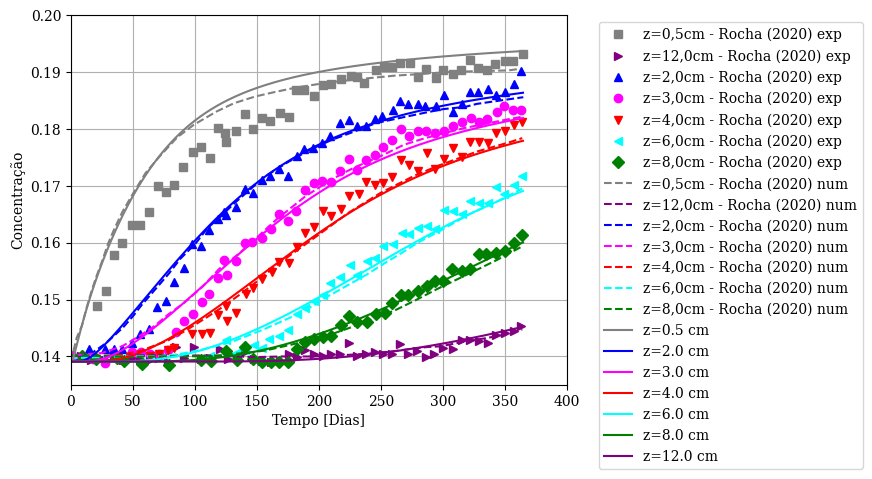 0.20
0.19
0.18
0.17
0.16
0.15
0.14
Concentração
0 50 100 150 200 250 300 350 400
Tempo [Dias]
z=0,5cm - Rocha (2020) exp
z=12,0cm - Rocha (2020) exp
z=2,0cm - Rocha (2020) exp
z=3,0cm - Rocha (2020) exp
z=4,0cm - Rocha (2020) exp
z=6,0cm - Rocha (2020) exp
z=8,0cm - Rocha (2020) exp
z=0,5cm - Rocha (2020) num
z=12,0cm - Rocha (2020) num
z=2,0cm - Rocha (2020) num
z=3,0cm - Rocha (2020) num
z=4,0cm - Rocha (2020) num
z=6,0cm - Rocha (2020) num
z=8,0cm - Rocha (2020) num
z=0.5 cm
z=2.0 cm
z=3.0 cm
z=4.0 cm
z=6.0 cm
z=8.0 cm
z=12.0 cm